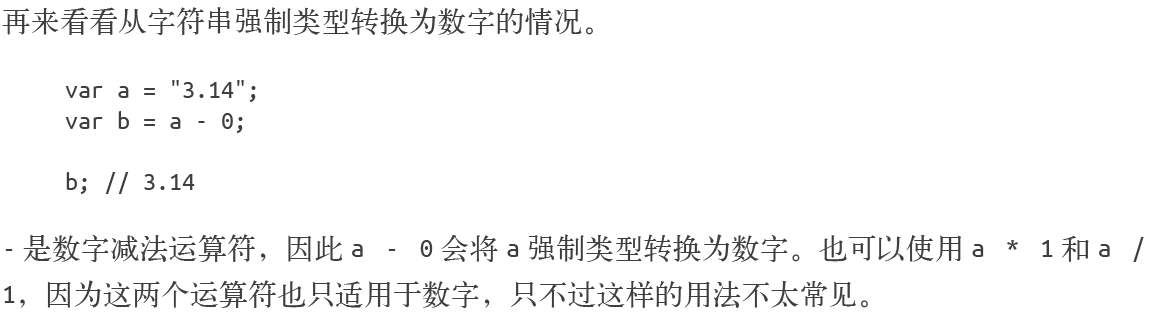 再来看看从字符串强制类型转换为数字的情况。
var a = "3.14";
var b = a - 0;
b; // 3.14
- 是数字减法运算符，因此 a - 0 会将 a 强制类型转换为数字。也可以使用 a * 1 和 a /
1，因为这两个运算符也只适用于数字，只不过这样的用法不太常见。